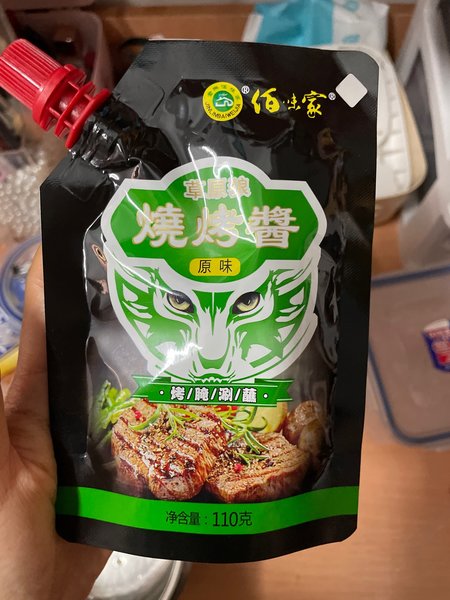 佰味家
草原狼
燒烤醬
原味
·烤/腌/涮/蘸·
净含量：110克